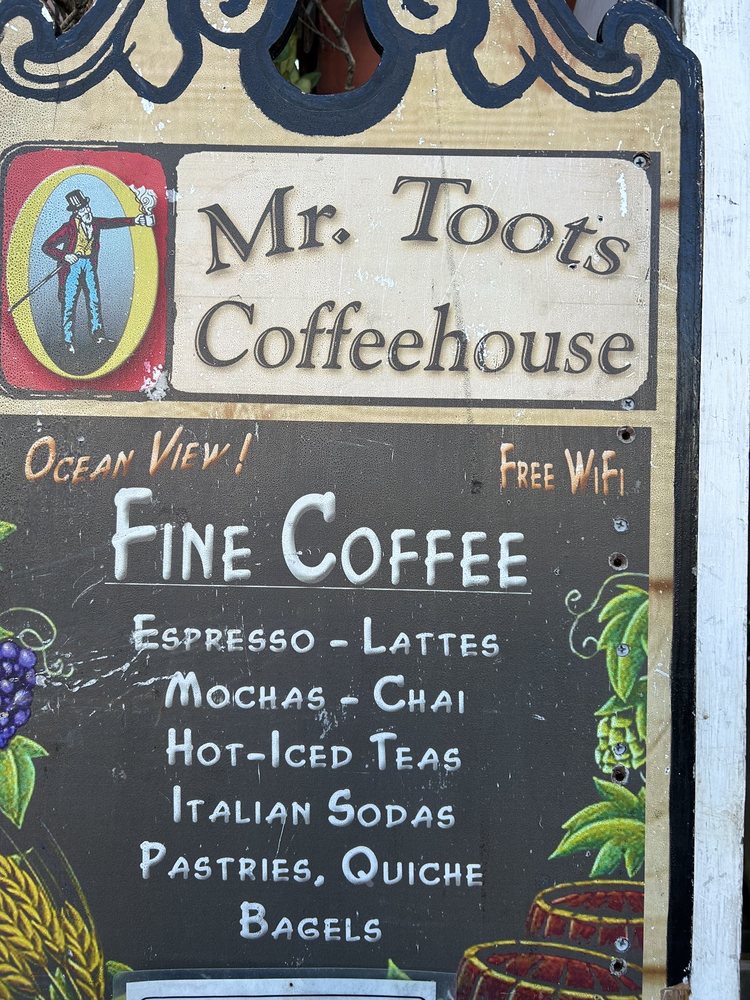 Mr. Toots
Coffeehouse
Ocean View!
Free WiFi
Fine Coffee
Espresso - Lattes
Mochas - Chai
Hot-Iced Teas
Italian Sodas
Pastries, Quiche
Bagels